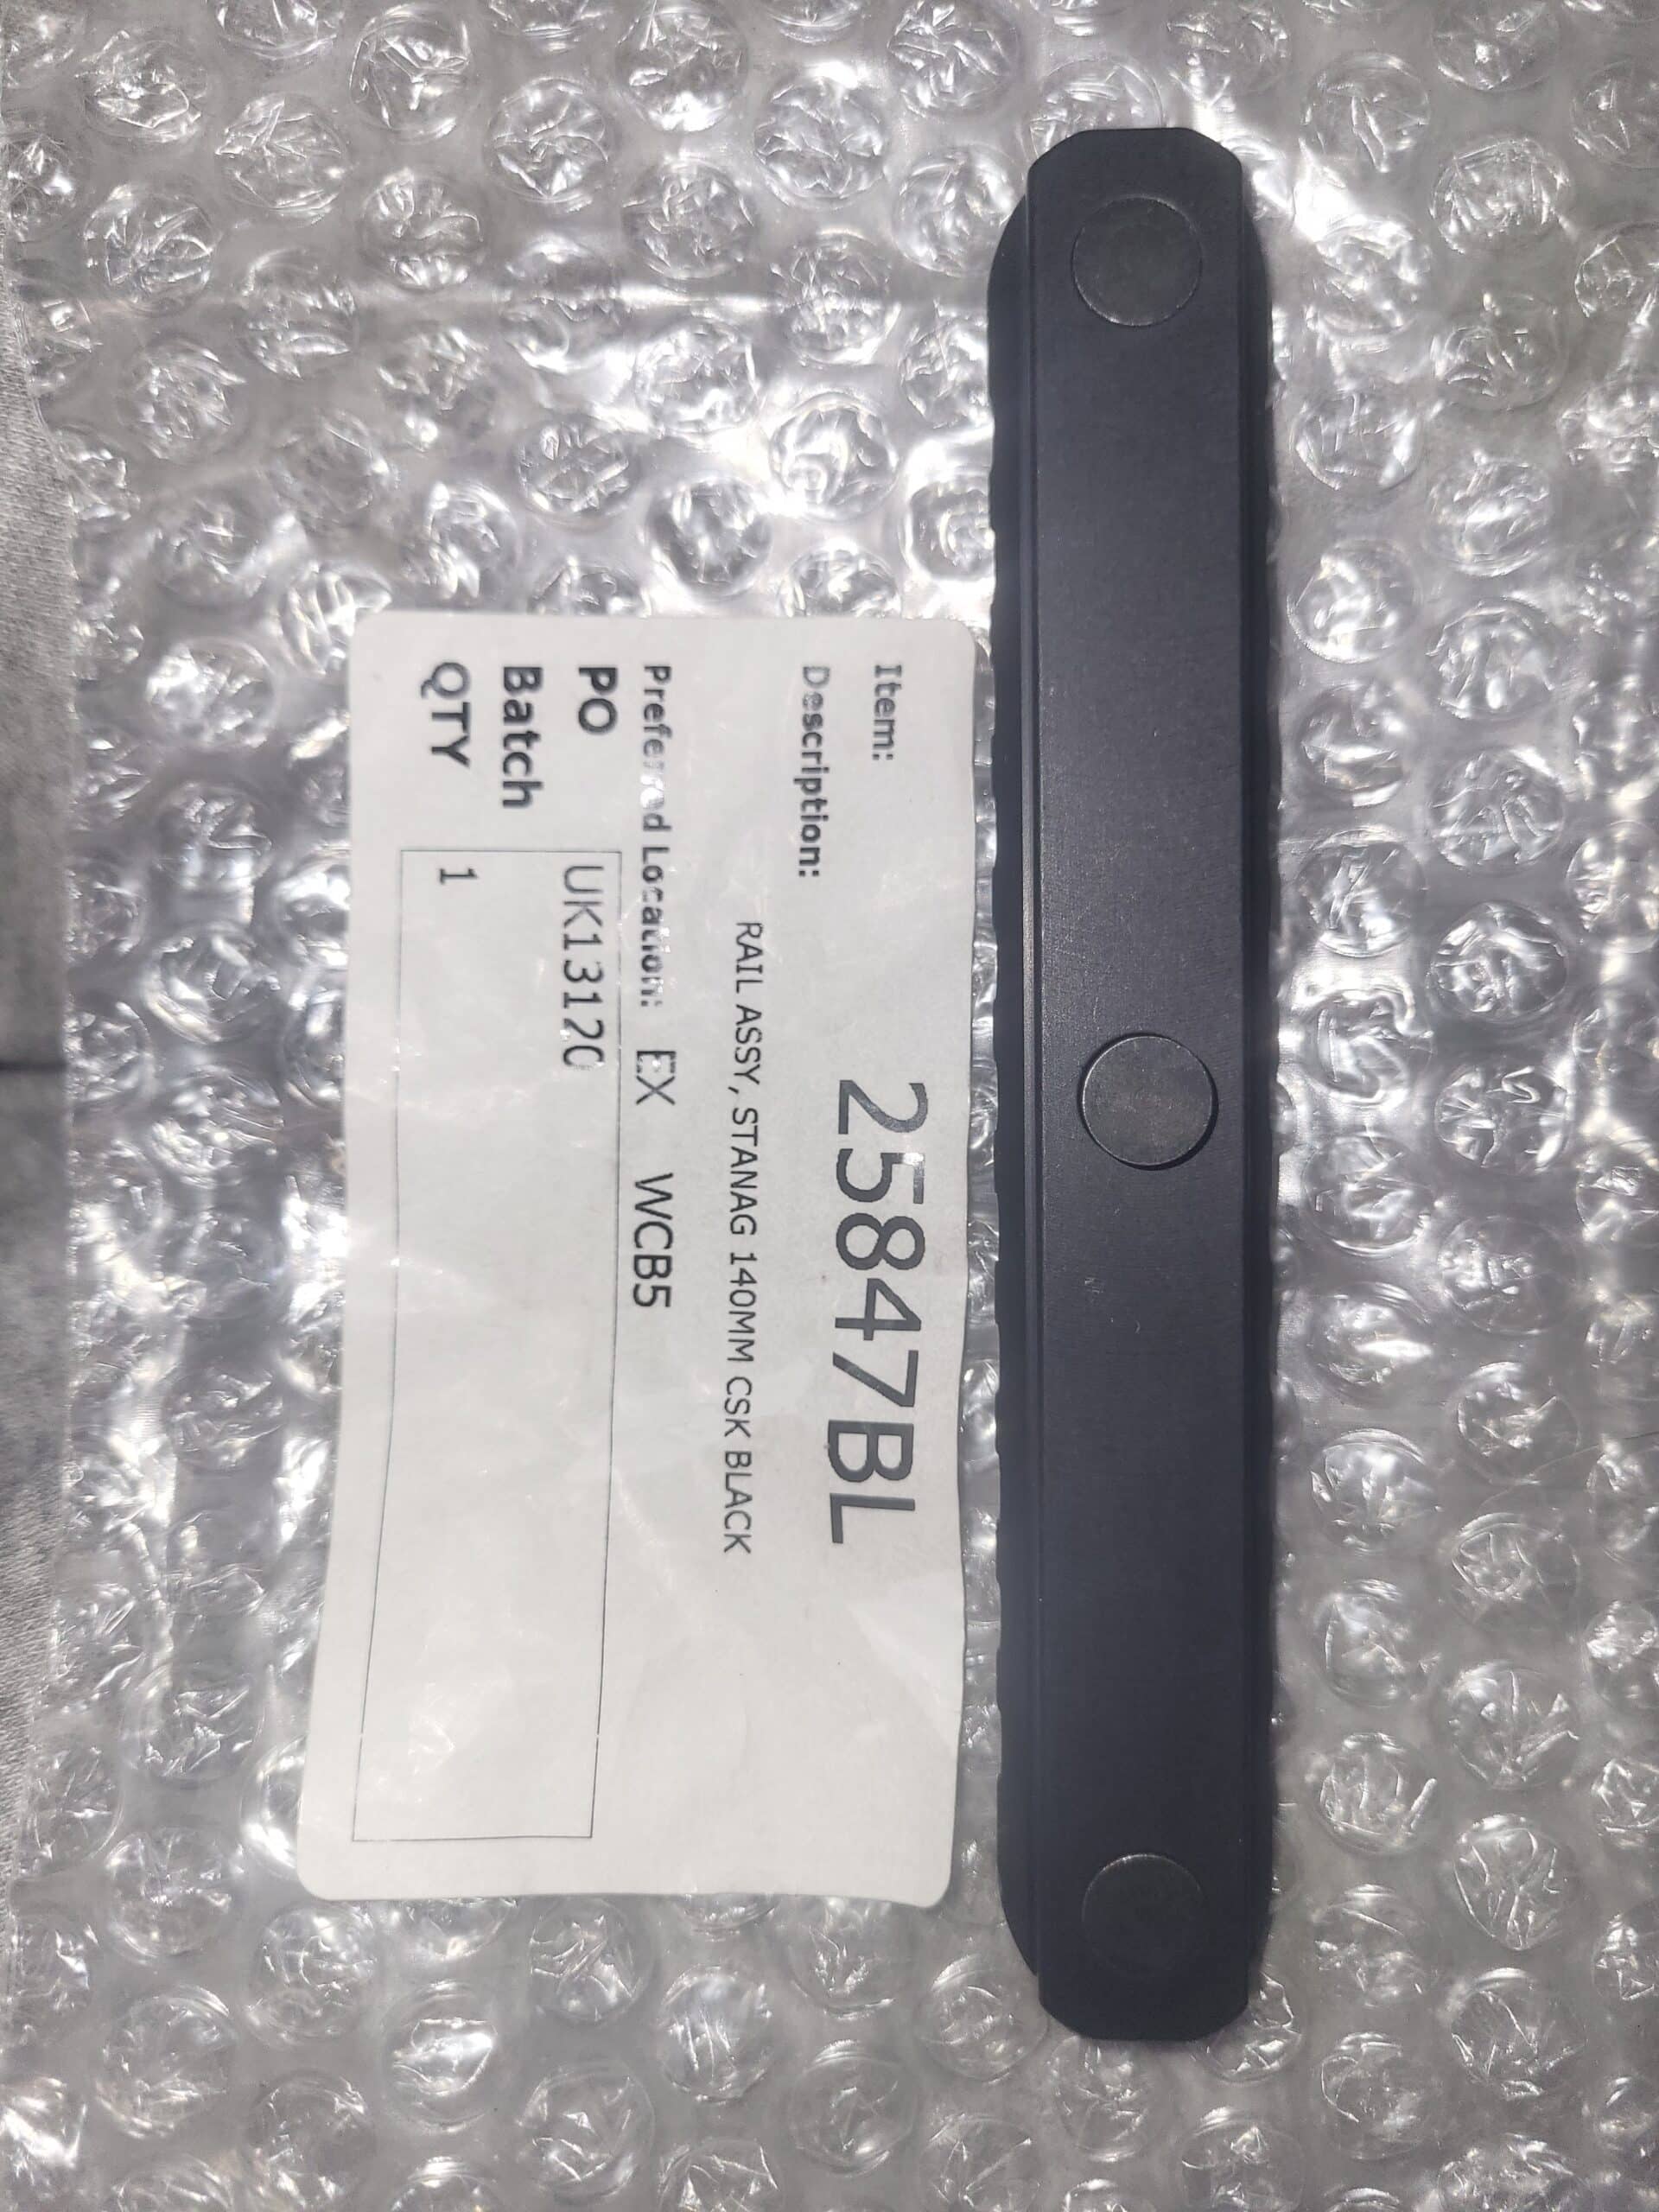 Item:
25847BL
Description:
RAIL ASSY, STANAG 140MM CSK BLACK
Preferred Location: EX WCB5
PO UK13120
Batch
QTY 1